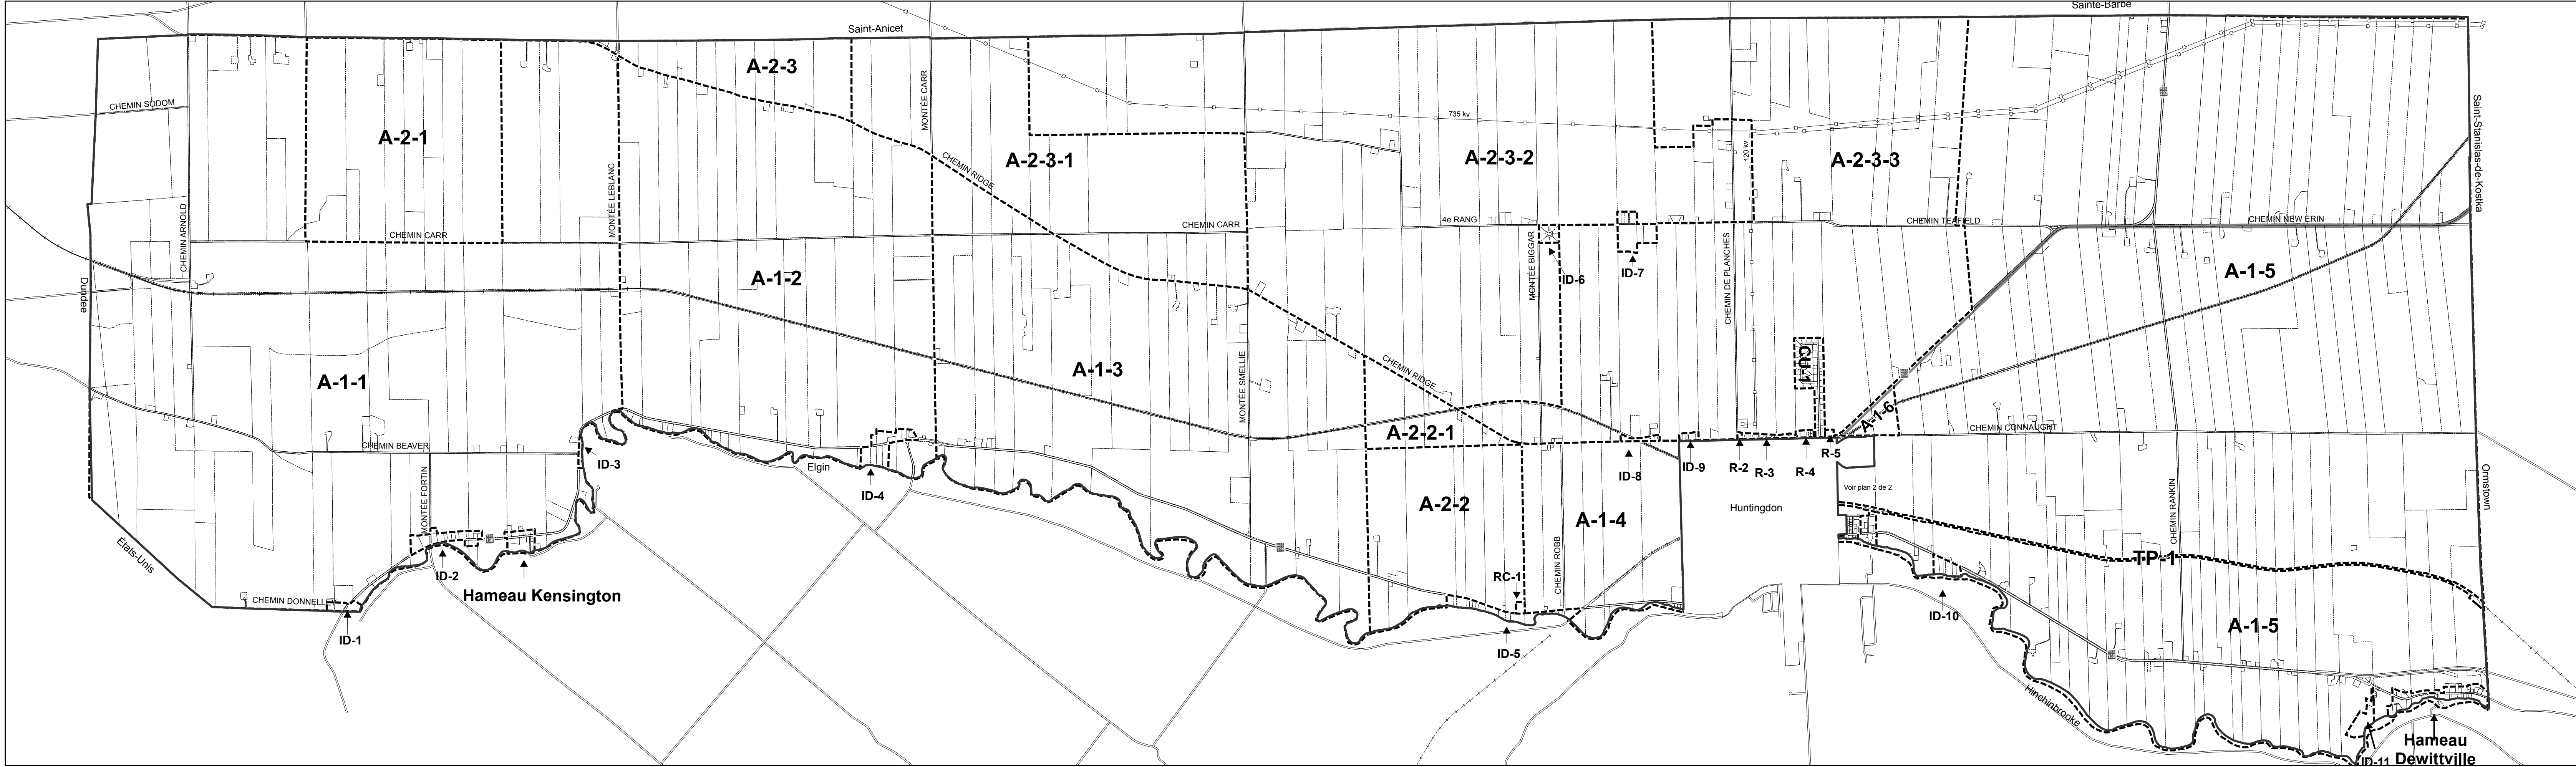 Sainte-Barbe
Saint-Anicet
A-2-3
MONTÉE CARR
CHEMIN SODOM
A-2-1
735 kv
Saint-Stanislas-de-Kostka
A-2-3-1
A-2-3-2
120 kv
A-2-3-3
CHEMIN RIDGE
MONTÉE LEBLANC
CHEMIN ARNOLD
CHEMIN CARR
CHEMIN CARR
4e RANG
CHEMIN TEAFIELD
CHEMIN NEW ERIN
MONTÉE BIGGAR
CHEMIN DE PLANCHES
ID-6
ID-7
A-1-5
Dundee
A-1-2
A-1-1
A-1-3
MONTÉE SMELLIE
CHEMIN RIDGE
CU-1
A-1-6
A-2-2-1
CHEMIN CONNAUGHT
CHEMIN BEAVER
ID-3
Elgin
ID-4
ID-8
ID-9
R-2
R-3
R-4
R-5
Voir plan 2 de 2
Ormstown
MONTÉE FORTIN
A-2-2
A-1-4
Huntingdon
CHEMIN RANKIN
États-Unis
ID-2
Hameau Kensington
TP-1
CHEMIN ROBB
RC-1
CHEMIN DONNELLEY
ID-1
ID-5
ID-10
A-1-5
Hinchinbrooke
ID-11
Hameau
Dewittville